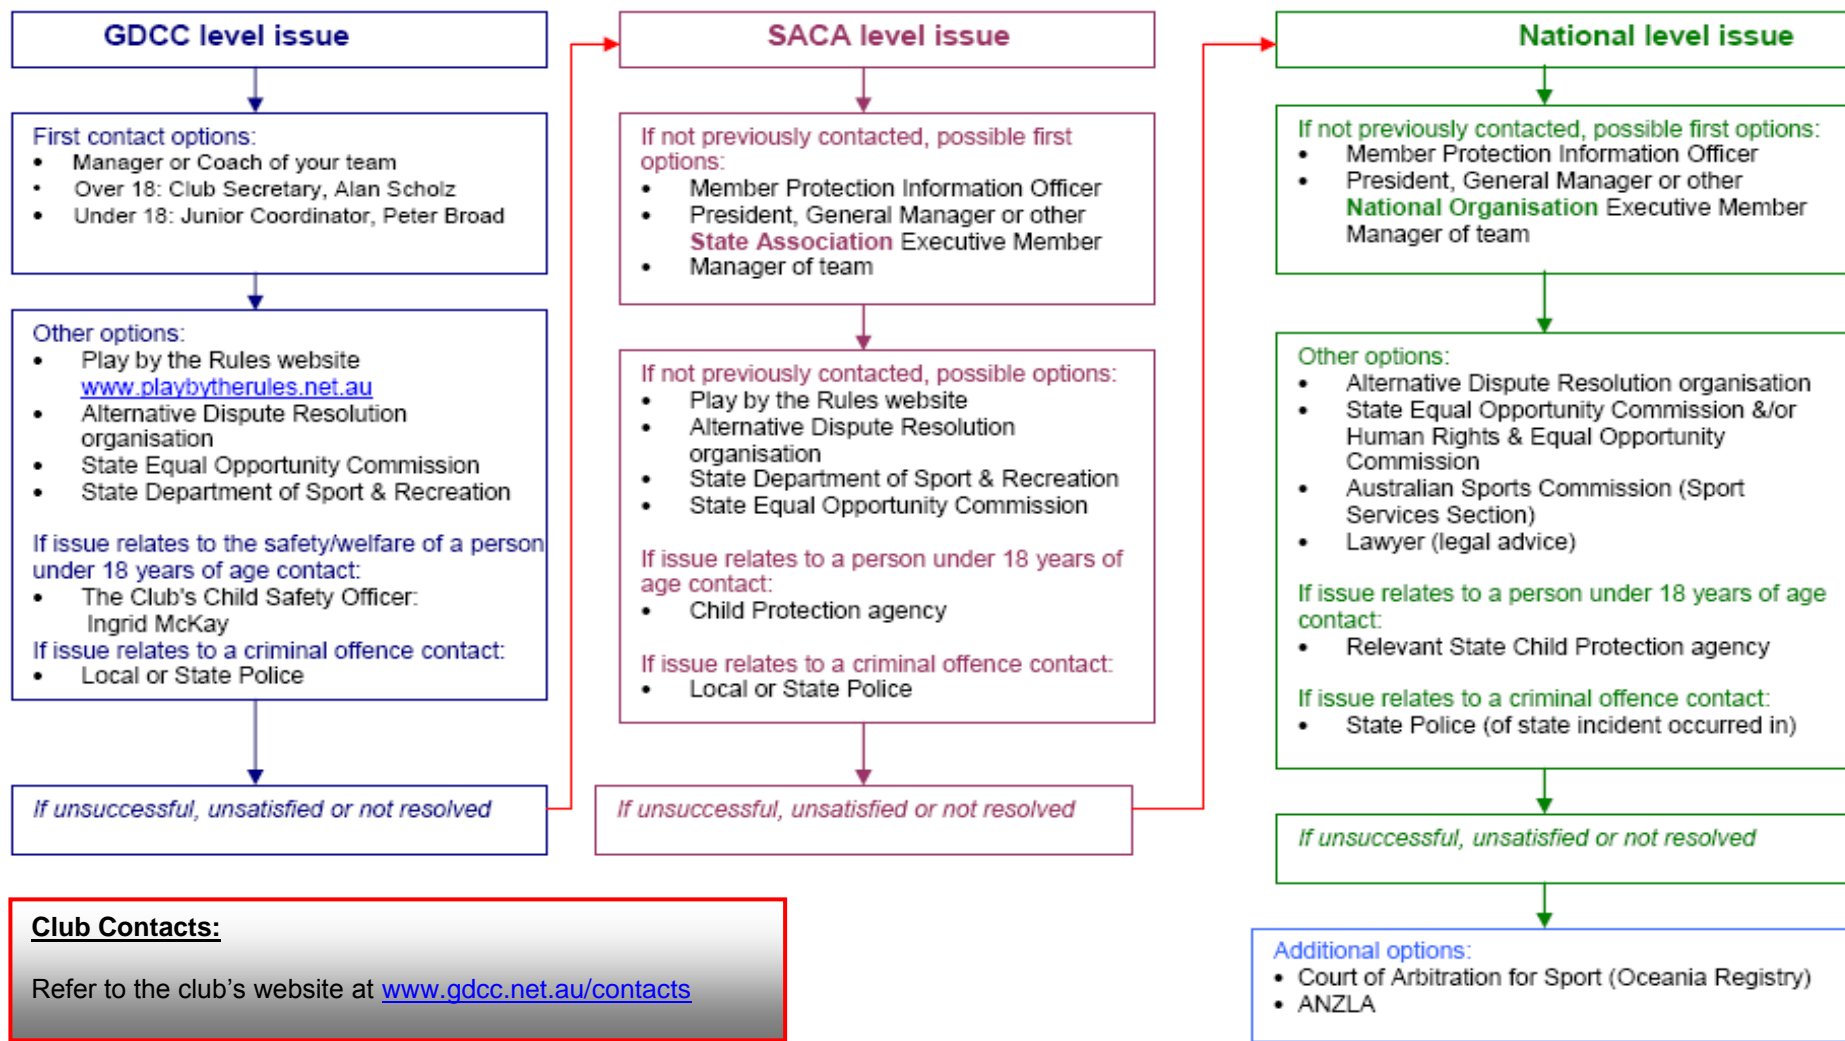 GDCC level issue
First contact options:
• Manager or Coach of your team
• Over 18: Club Secretary, Alan Scholz
• Under 18: Junior Coordinator, Peter Broad
Other options:
• Play by the Rules website
www.playbytherules.net.au
• Alternative Dispute Resolution
organisation
• State Equal Opportunity Commission
• State Department of Sport & Recreation
If issue relates to the safety/welfare of a person
under 18 years of age contact:
• The Club's Child Safety Officer:
Ingrid McKay
If issue relates to a criminal offence contact:
• Local or State Police
If unsuccessful, unsatisfied or not resolved
SACA level issue
If not previously contacted, possible first
options:
• Member Protection Information Officer
• President, General Manager or other
State Association Executive Member
• Manager of team
If not previously contacted, possible options:
• Play by the Rules website
• Alternative Dispute Resolution
organisation
• State Department of Sport & Recreation
• State Equal Opportunity Commission
If issue relates to a person under 18 years of
age contact:
• Child Protection agency
If issue relates to a criminal offence contact:
• Local or State Police
If unsuccessful, unsatisfied or not resolved
National level issue
If not previously contacted, possible first options:
• Member Protection Information Officer
• President, General Manager or other
National Organisation Executive Member
Manager of team
Other options:
• Alternative Dispute Resolution organisation
• State Equal Opportunity Commission &/or
Human Rights & Equal Opportunity
Commission
• Australian Sports Commission (Sport
Services Section)
• Lawyer (legal advice)
If issue relates to a person under 18 years of age
contact:
• Relevant State Child Protection agency
If issue relates to a criminal offence contact:
• State Police (of state incident occurred in)
If unsuccessful, unsatisfied or not resolved
Additional options:
• Court of Arbitration for Sport (Oceania Registry)
• ANZLA
Club Contacts:
Refer to the club’s website at www.gdcc.net.au/contacts